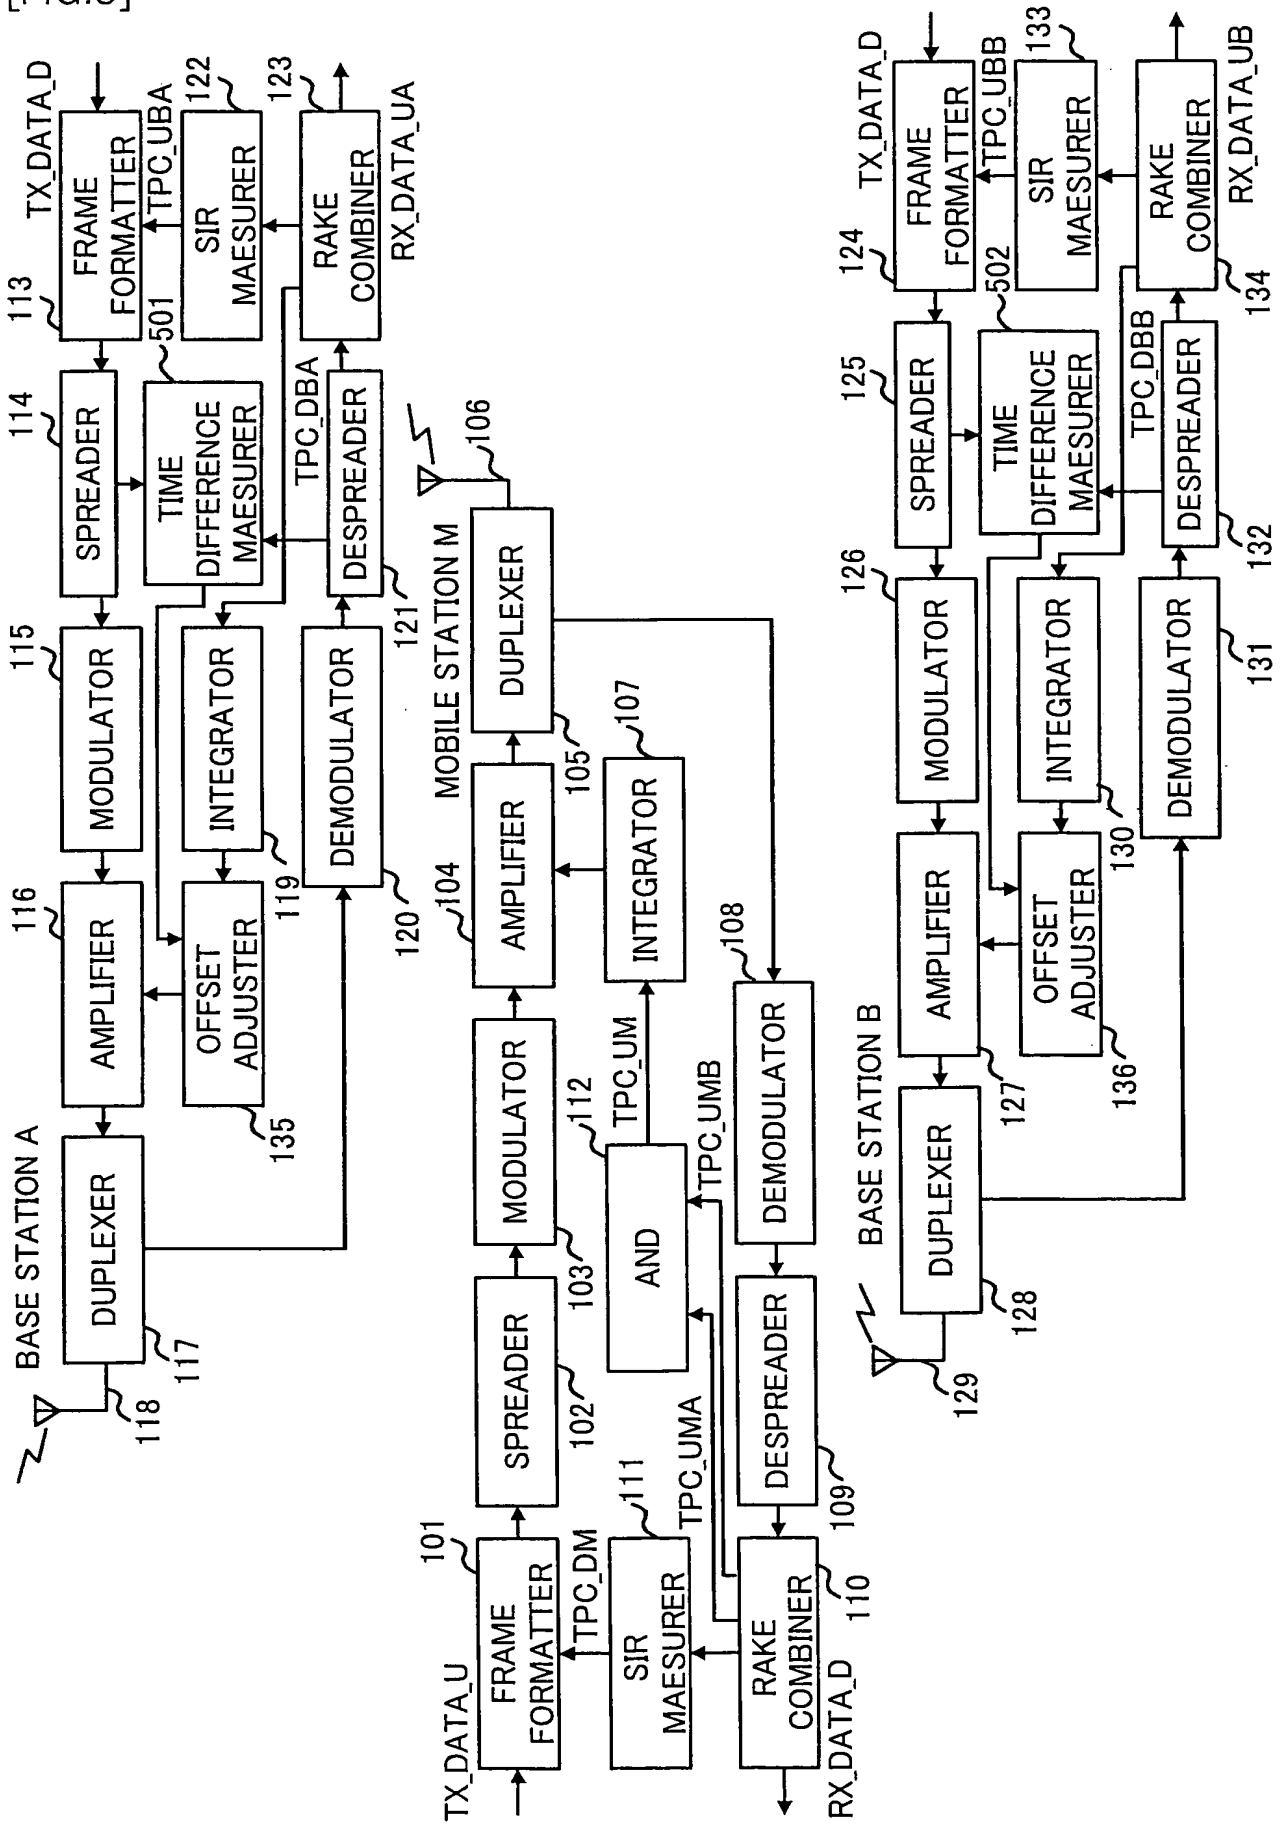 BASE STATION A
118
DUPLEXER
117
AMPLIFIER
116
MODULATOR
115
SPREADER
114
FRAME
FORMATTER
113
TX_DATA_D
OFFSET
ADJUSTER
135
INTEGRATOR
119
TIME
DIFFERENCE
MAESURER
501
SIR
MAESURER
122
TPC_UBA
DEMODULATOR
120
DESPREADER
121
TPC_DBA
RAKE
COMBINER
123
RX_DATA_UA
MOBILE STATION M
TX_DATA_U
FRAME
FORMATTER
101
SPREADER
102
MODULATOR
103
AMPLIFIER
104
DUPLEXER
105
106
TPC_DM
SIR
MAESURER
111
AND
112
TPC_UM
INTEGRATOR
107
TPC_UMA
TPC_UMB
RX_DATA_D
RAKE
COMBINER
110
DESPREADER
109
DEMODULATOR
108
BASE STATION B
129
DUPLEXER
128
AMPLIFIER
127
MODULATOR
126
SPREADER
125
FRAME
FORMATTER
124
TX_DATA_D
OFFSET
ADJUSTER
136
INTEGRATOR
130
TIME
DIFFERENCE
MAESURER
502
SIR
MAESURER
133
TPC_UBB
DEMODULATOR
131
DESPREADER
132
TPC_DBB
RAKE
COMBINER
134
RX_DATA_UB